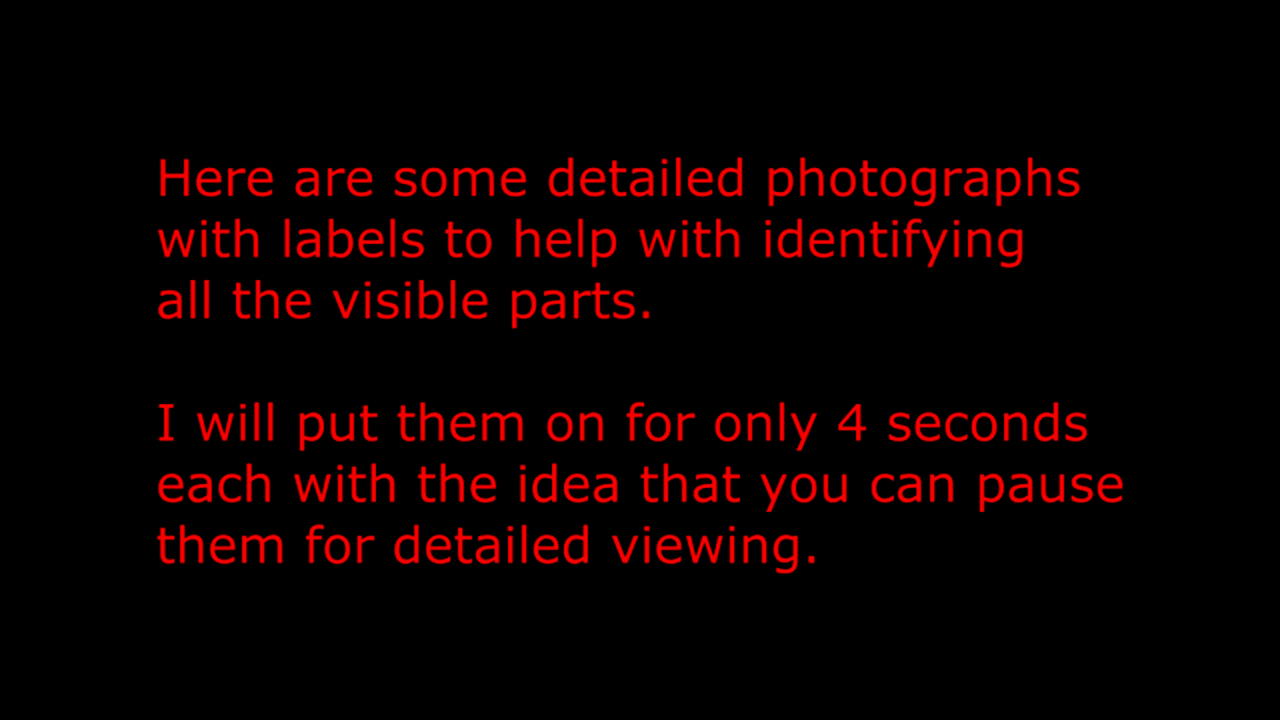 Here are some detailed photographs
with labels to help with identifying
all the visible parts.
I will put them on for only 4 seconds
each with the idea that you can pause
them for detailed viewing.